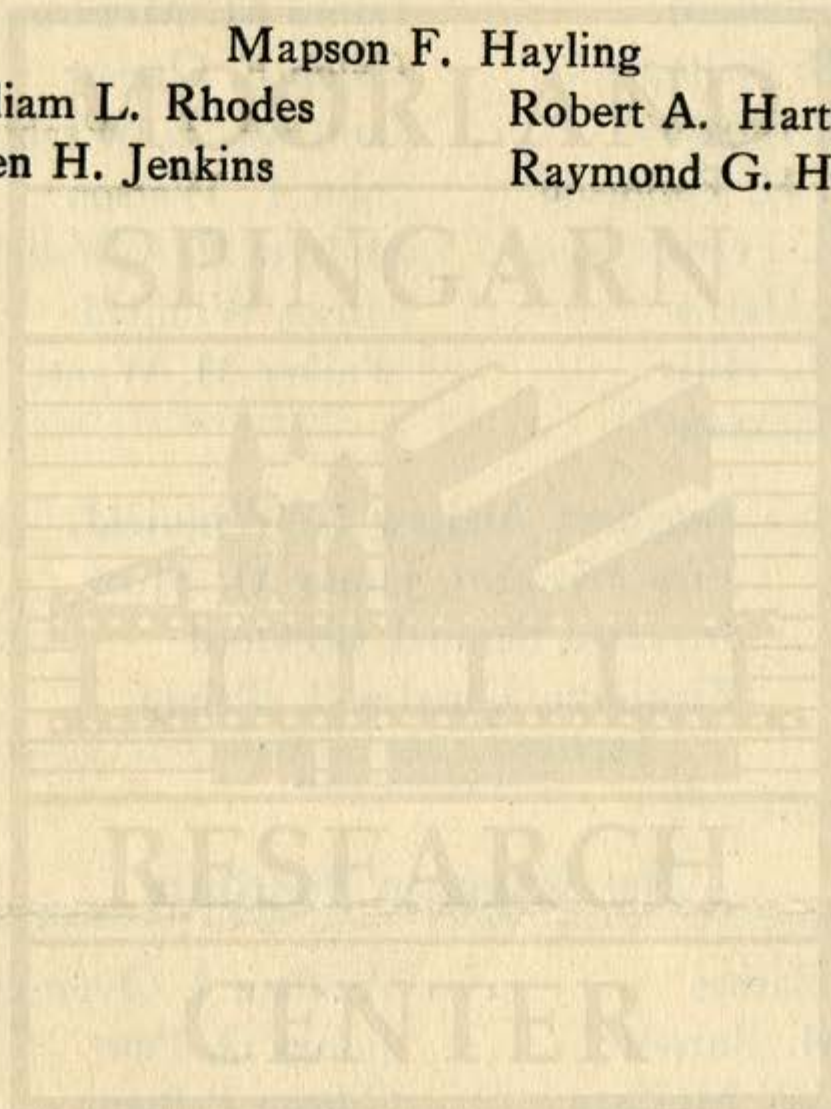 Mapson F. Hayling
iam L. Rhodes Robert A. Hart
en H. Jenkins Raymond G. H
MOORLAND
SPINGARN
RESEARCH
CENTER